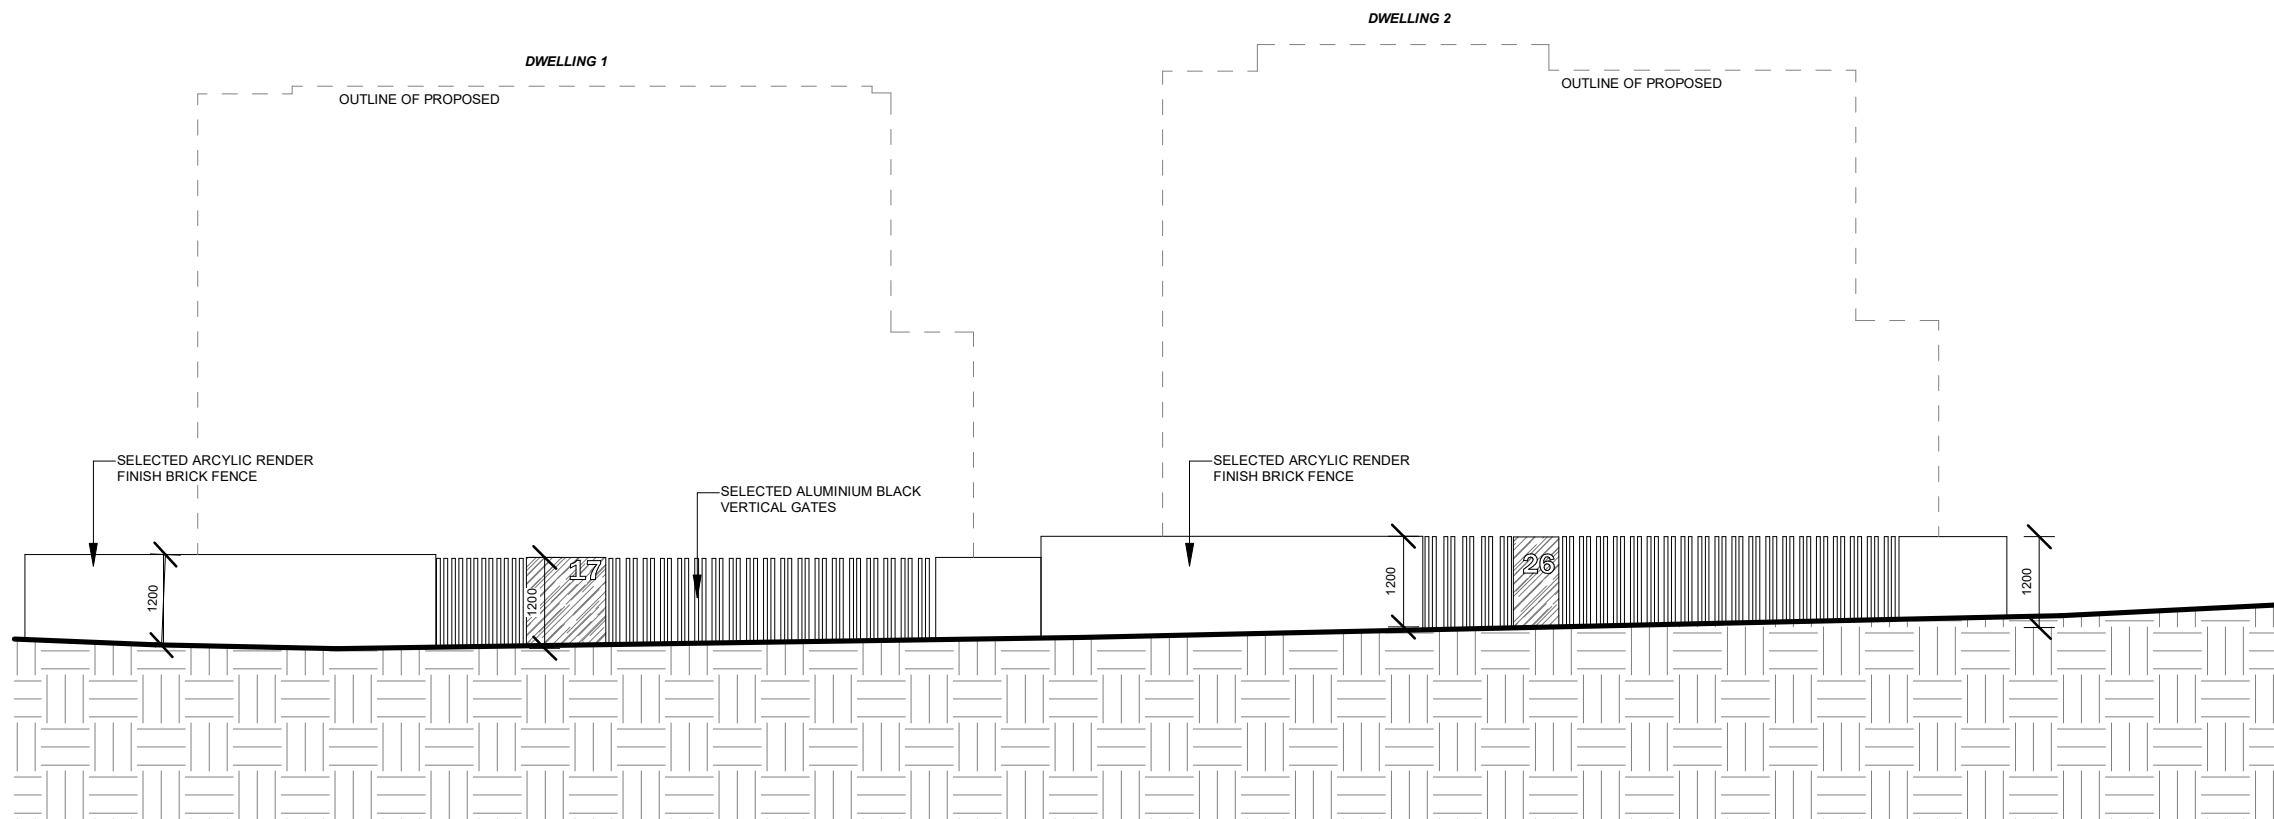 DWELLING 2
DWELLING 1
OUTLINE OF PROPOSED
OUTLINE OF PROPOSED
SELECTED ARCYLIC RENDER
FINISH BRICK FENCE
SELECTED ALUMINIUM BLACK
VERTICAL GATES
SELECTED ARCYLIC RENDER
FINISH BRICK FENCE
1200
1200
17
1200
26
1200